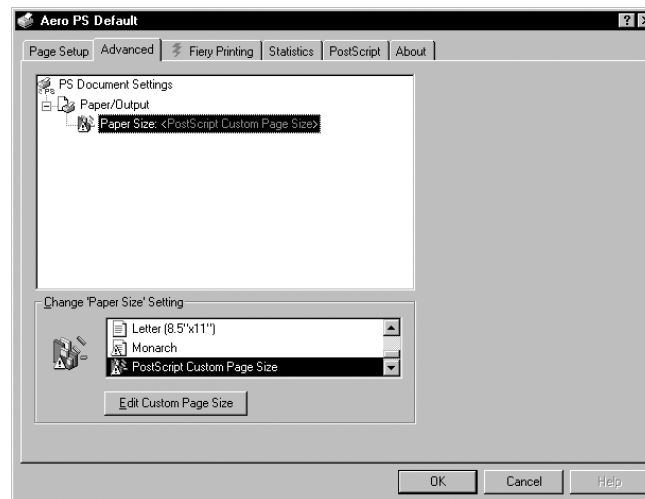 Aero PS Default
Page Setup Advanced Fiery Printing Statistics PostScript About
PS Document Settings
Paper/Output
Paper Size: <PostScript Custom Page Size>
Change 'Paper Size' Setting
Letter (8.5"x11")
Monarch
PostScript Custom Page Size
Edit Custom Page Size
OK Cancel Help